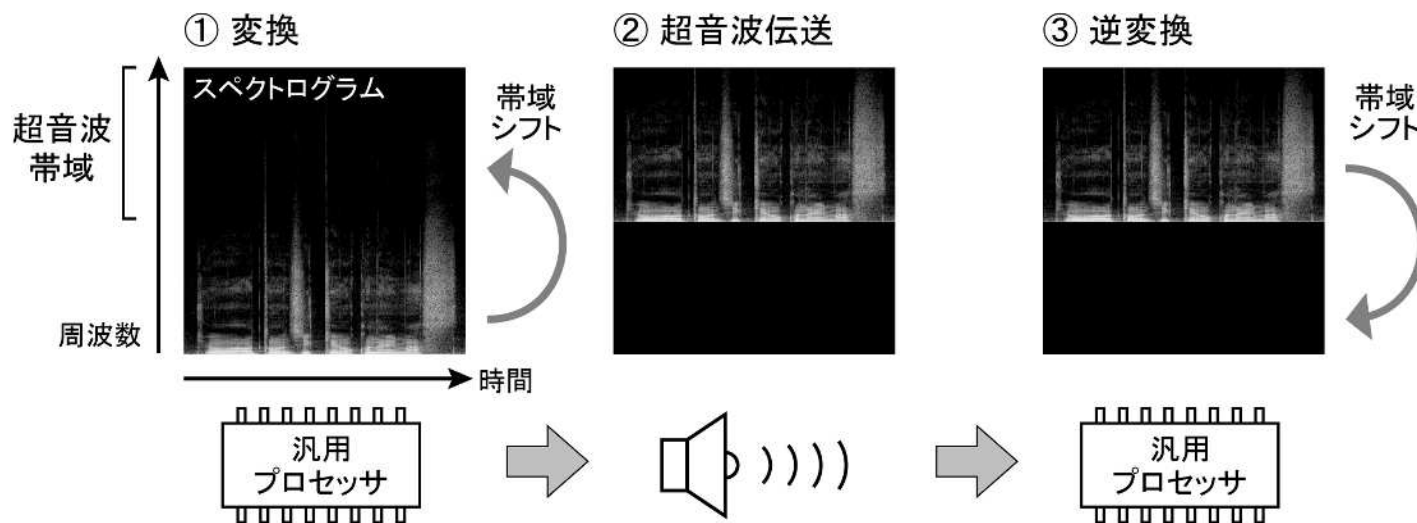 ① 変換
② 超音波伝送
③ 逆変換
スペクトログラム
超音波
帯域
帯域
シフト
帯域
シフト
周波数
時間
汎用
プロセッサ
汎用
プロセッサ